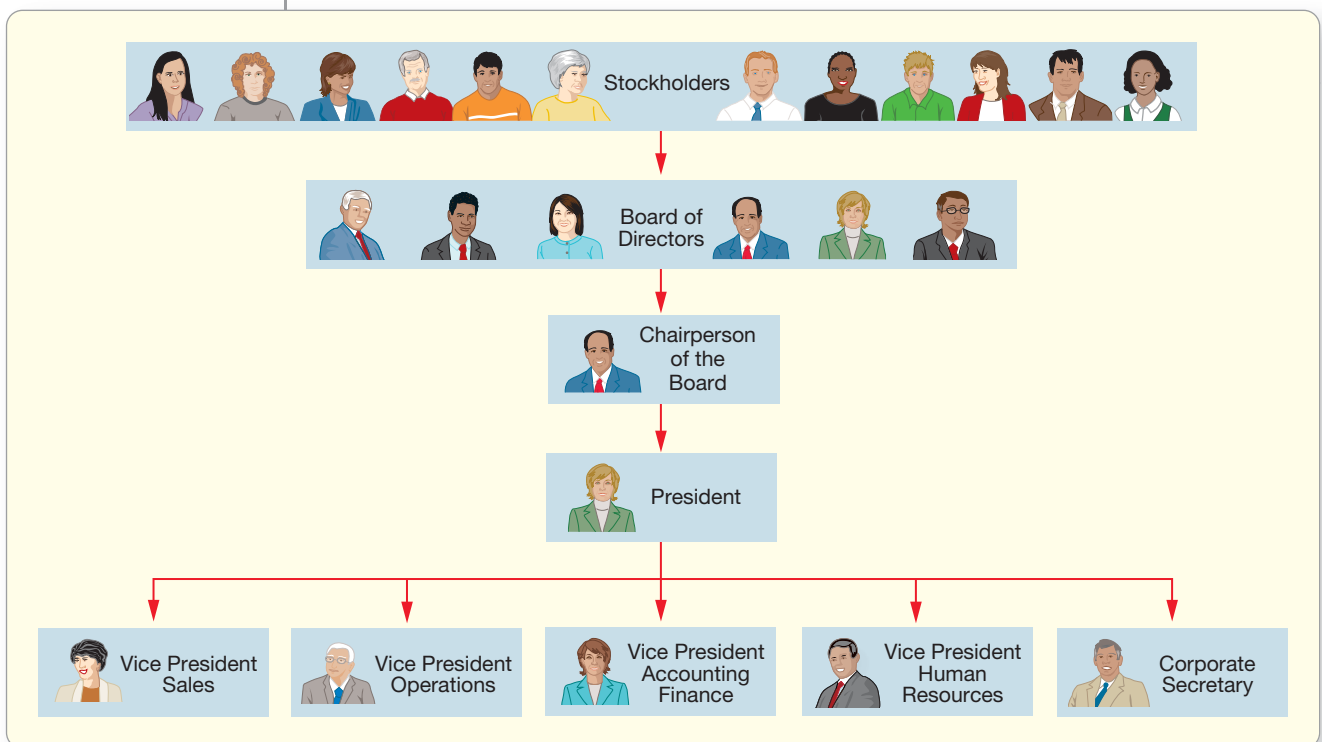 Stockholders
Board of
Directors
Chairperson
of the
Board
President
Vice President
Sales
Vice President
Operations
Vice President
Accounting
Finance
Vice President
Human
Resources
Corporate
Secretary